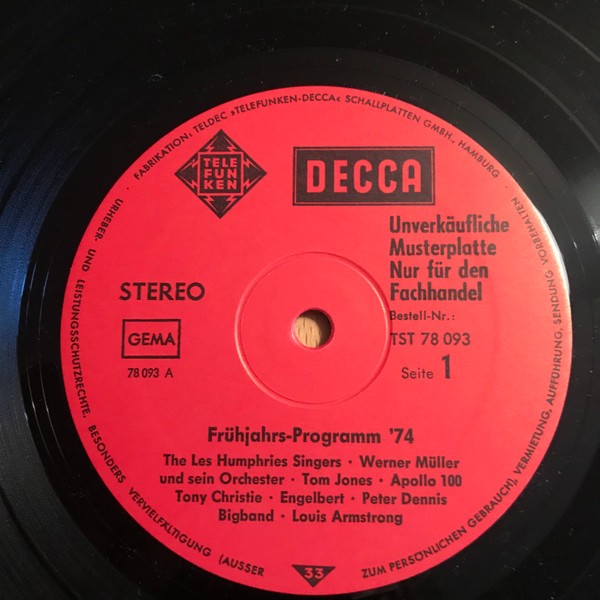 FABRIKATION: TELDEC »TELEFUNKEN-DECCA« SCHALLPLATTEN GMBH., HAMBURG
TELE
FUN
KEN
DECCA
Unverkäufliche
Musterplatte
Nur für den
Fachhandel
STEREO
Bestell-Nr.:
TST 78 093
GEMA
78 093 A
Seite 1
Frühjahrs-Programm '74
The Les Humphries Singers · Werner Müller
und sein Orchester · Tom Jones · Apollo 100
Tony Christie · Engelbert · Peter Dennis
Bigband · Louis Armstrong
33
URHEBER- UND LEISTUNGSSCHUTZRECHTE, BESONDERS VERVIELFÄLTIGUNG (AUSSER ZUM PERSÖNLICHEN GEBRAUCH), VERMIETUNG, AUFFÜHRUNG, SENDUNG VORBEHALTEN